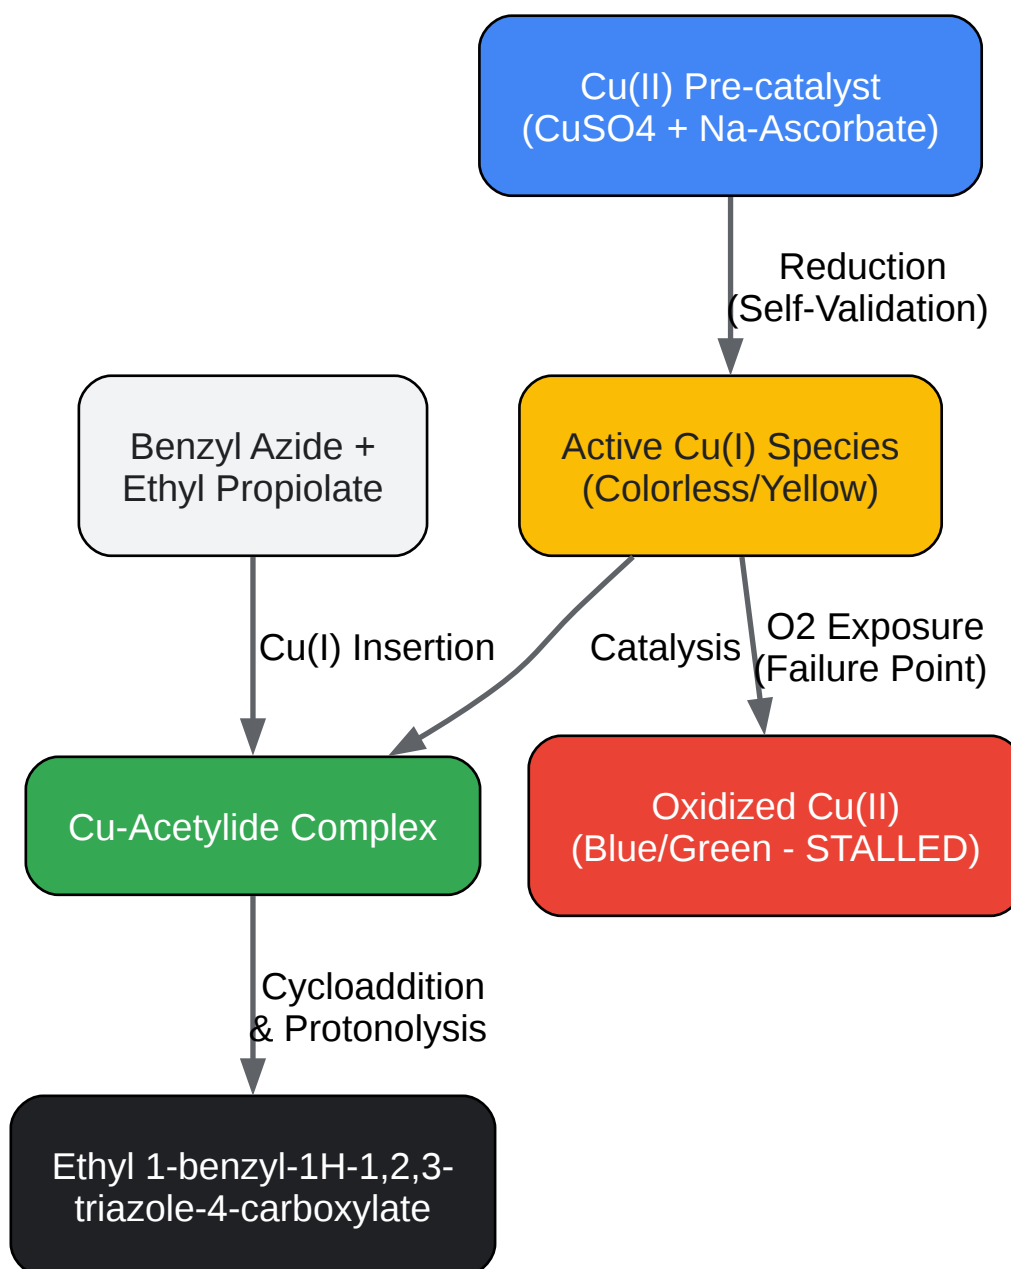 Cu(II) Pre-catalyst
(CuSO4 + Na-Ascorbate)
Reduction
(Self-Validation)
Benzyl Azide +
Ethyl Propiolate
Active Cu(I) Species
(Colorless/Yellow)
Cu(I) Insertion
Catalysis
O2 Exposure
(Failure Point)
Cu-Acetylide Complex
Oxidized Cu(II)
(Blue/Green - STALLED)
Cycloaddition
& Protonolysis
Ethyl 1-benzyl-1H-1,2,3-
triazole-4-carboxylate